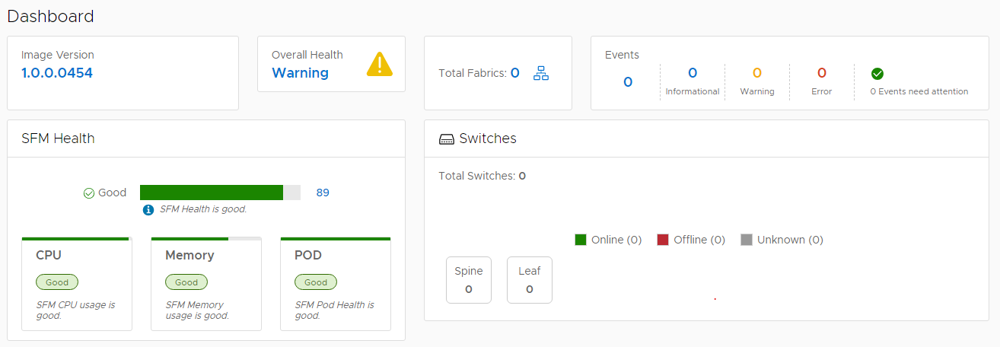 Dashboard
Image Version
1.0.0.0454
Overall Health
Warning
Total Fabrics: 0
Events
0
0
Informational
0
Warning
0
Error
0 Events need attention
SFM Health
Good
89
SFM Health is good.
CPU
Good
SFM CPU usage is
good.
Memory
Good
SFM Memory
usage is good.
POD
Good
SFM Pod Health is
good.
Switches
Total Switches: 0
Online (0)
Offline (0)
Unknown (0)
Spine
0
Leaf
0